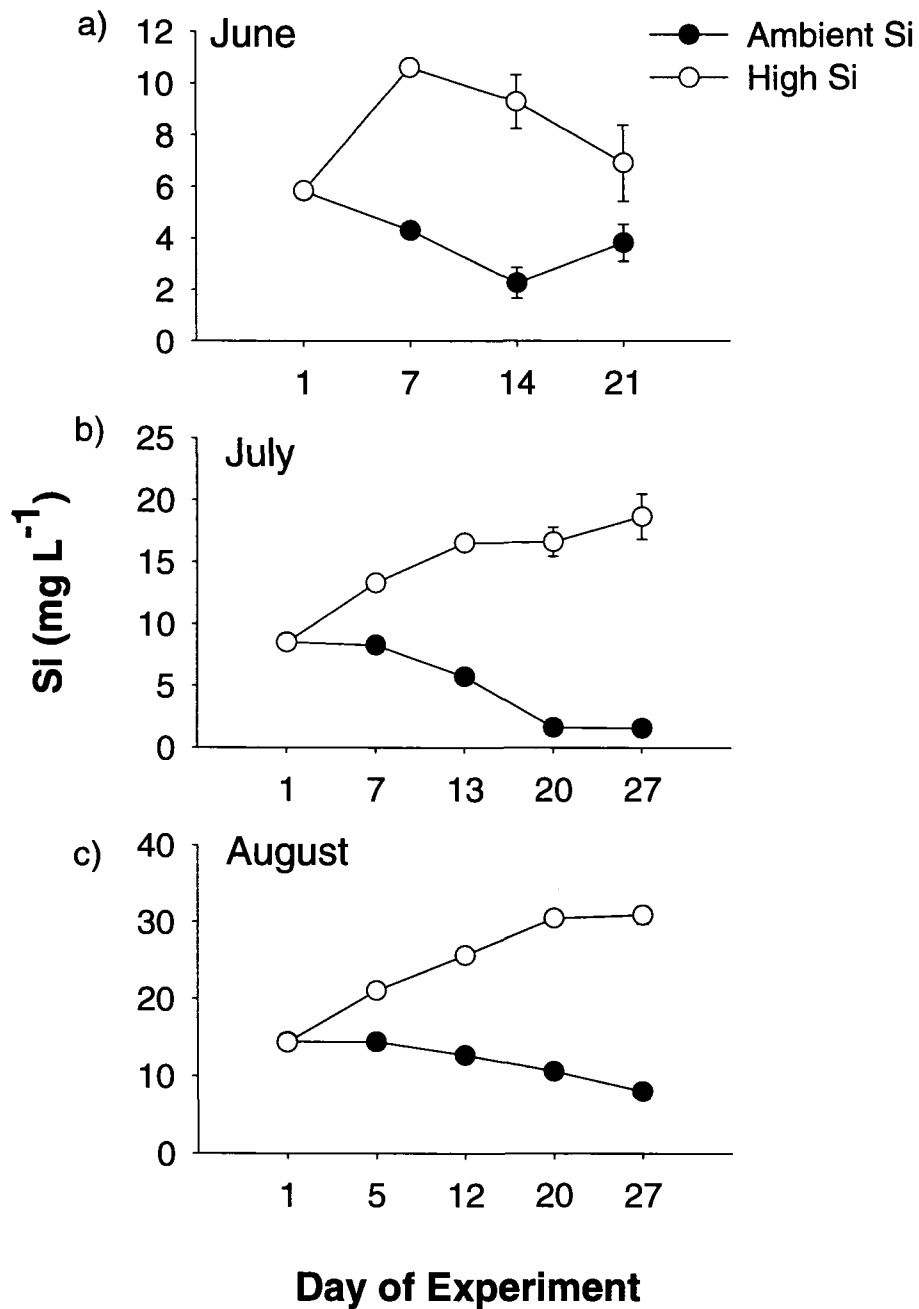 a)
June
Ambient Si
High Si
12
10
8
6
4
2
0
1 7 14 21
b)
July
25
20
15
10
5
0
1 7 13 20 27
Si (mg L⁻¹)
c)
August
40
30
20
10
0
1 5 12 20 27
Day of Experiment